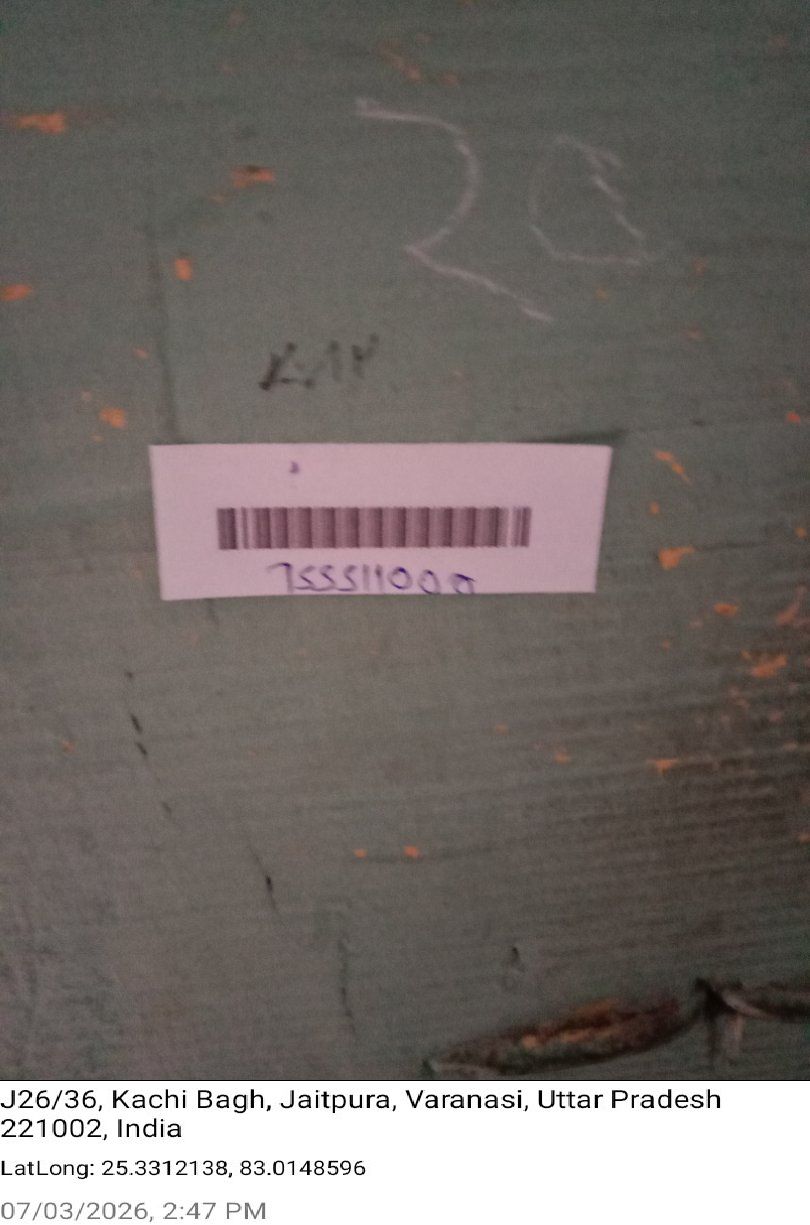 20
755511000
J26/36, Kachi Bagh, Jaitpura, Varanasi, Uttar Pradesh
221002, India
LatLong: 25.3312138, 83.0148596
07/03/2026, 2:47 PM